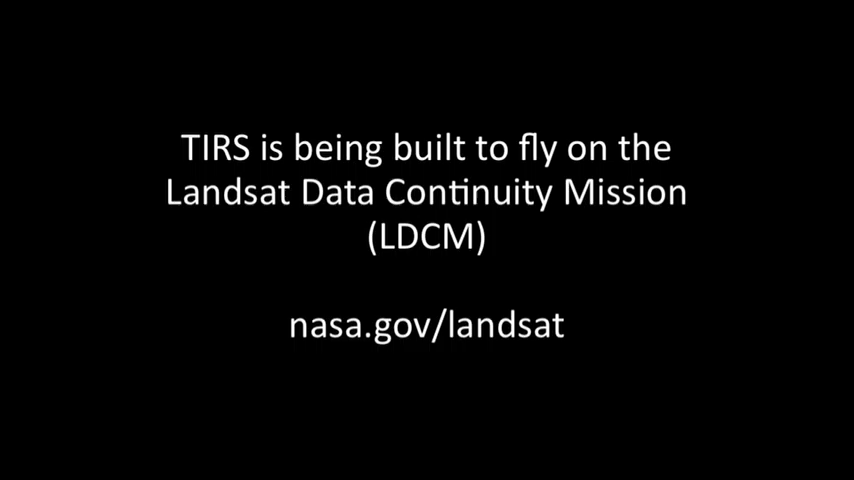 TIRS is being built to fly on the
Landsat Data Continuity Mission
(LDCM)
nasa.gov/landsat